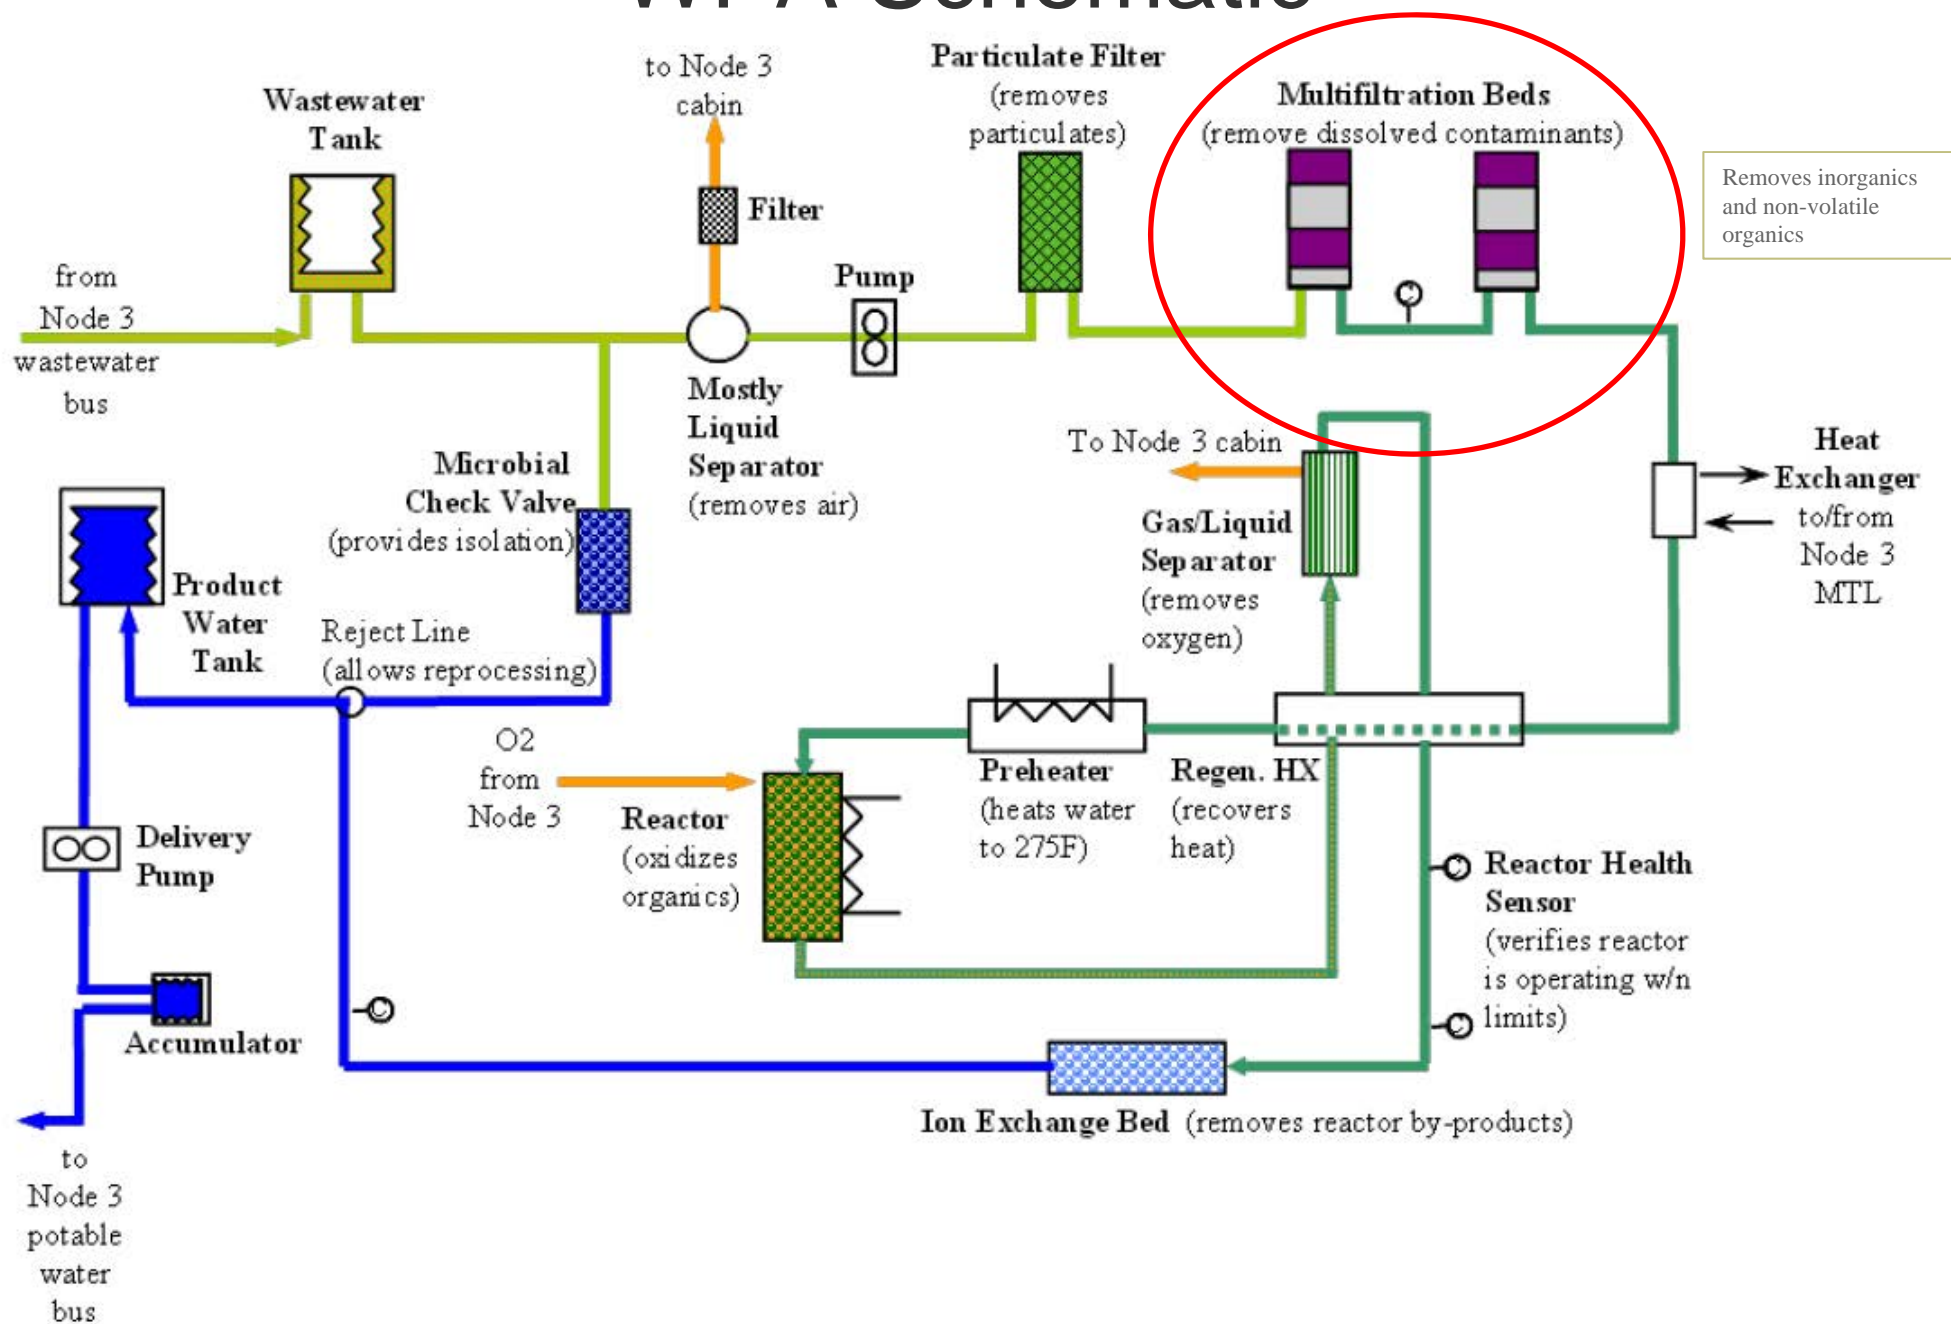 WPA Schematic
to Node 3
cabin
Particulate Filter
(removes
particulates)
Multifiltration Beds
(remove dissolved contaminants)
Wastewater
Tank
Filter
Removes inorganics
and non-volatile
organics
from
Node 3
wastewater
bus
Pump
Mostly
Liquid
Separator
(removes air)
To Node 3 cabin
Heat
Exchanger
to/from
Node 3
MTL
Microbial
Check Valve
(provides isolation)
Gas/Liquid
Separator
(removes
oxygen)
Product
Water
Tank
Reject Line
(allows reprocessing)
O2
from
Node 3
Reactor
(oxidizes
organics)
Preheater
(heats water
to 275F)
Regen. HX
(recovers
heat)
Delivery
Pump
Reactor Health
Sensor
(verifies reactor
is operating w/n
limits)
Accumulator
Ion Exchange Bed (removes reactor by-products)
to
Node 3
potable
water
bus